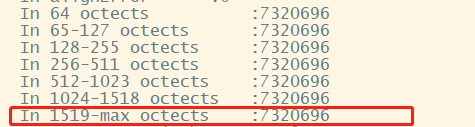 In 64 octects :7320696
In 65-127 octects :7320696
In 128-255 octects :7320696
In 256-511 octects :7320696
In 512-1023 octects :7320696
In 1024-1518 octects :7320696
In 1519-max octects :7320696